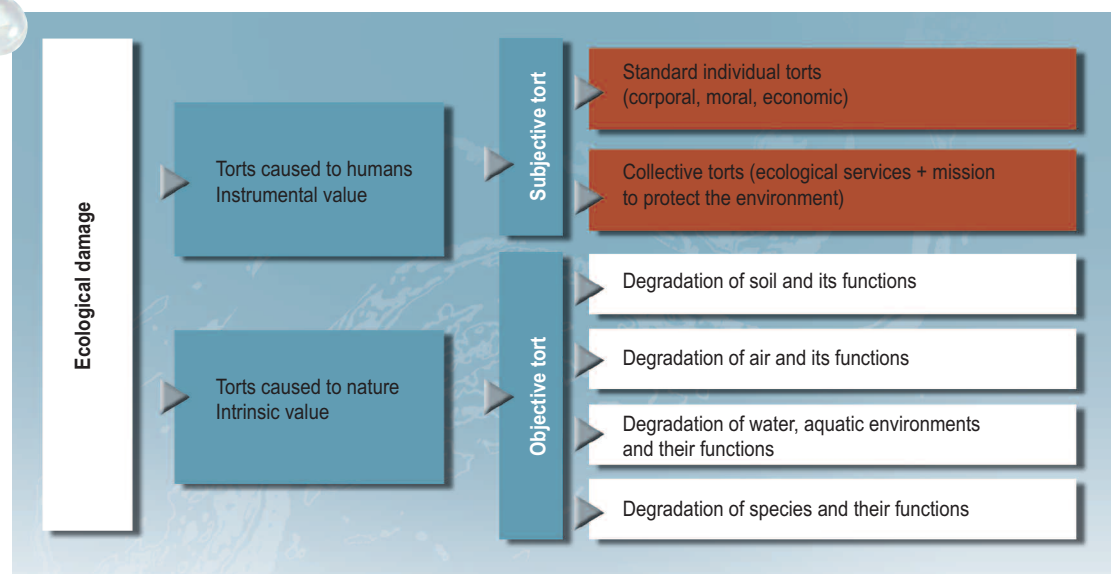 Ecological damage
Torts caused to humans
Instrumental value
Subjective tort
Standard individual torts
(corporal, moral, economic)
Collective torts (ecological services + mission
to protect the environment)
Torts caused to nature
Intrinsic value
Objective tort
Degradation of soil and its functions
Degradation of air and its functions
Degradation of water, aquatic environments
and their functions
Degradation of species and their functions